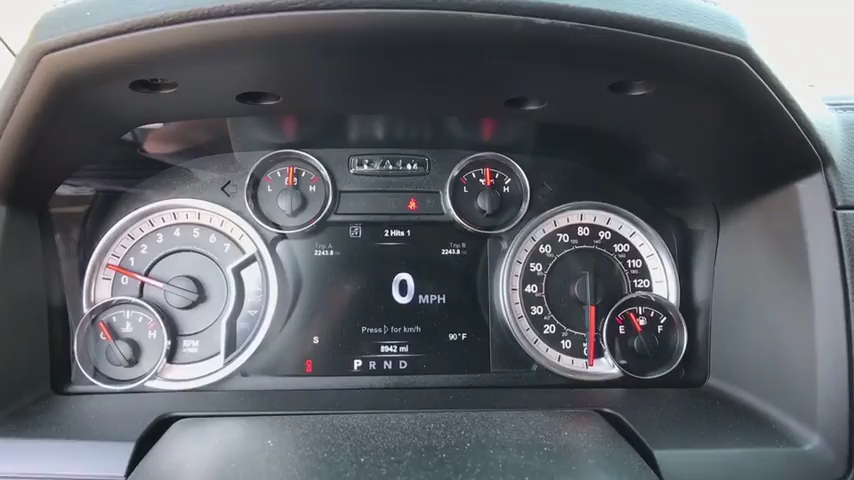 RAM
L H
L H
2 Hits 1
Trip A
2243.8
Trip B
2243.8
0 1 2 3 4 5 6 7
RPM
C H
0 MPH
Press for km/h
S
90°F
8942 mi
P R N D
0 10 20 30 40 50 60 70 80 90 100 110 120
E F